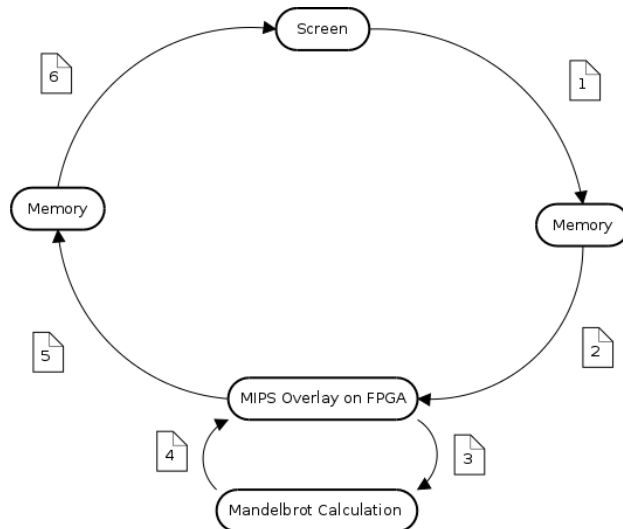 Screen
6
1
Memory
Memory
5
2
MIPS Overlay on FPGA
4
3
Mandelbrot Calculation